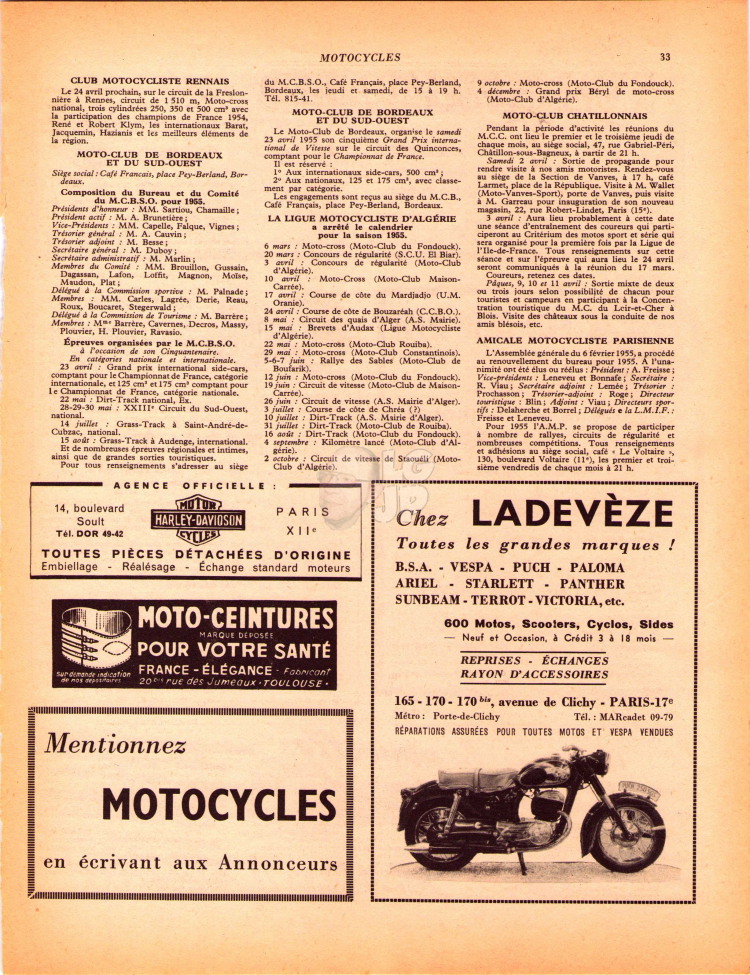 MOTOCYCLES
33
CLUB MOTOCYCLISTE RENNAIS
Le 24 avril prochain, sur le circuit de la Freslon-
nière à Rennes, circuit de 1 510 m, Moto-cross
national, trois cylindrées 250, 350 et 500 cm³ avec
la participation des champions de France 1954,
René et Robert Klym, les internationaux Barat,
Jacquemin, Hazianis et les meilleurs éléments de
la région.
MOTO-CLUB DE BORDEAUX
ET DU SUD-OUEST
Siège social : Café Francais, place Pey-Berland, Bor-
deaux.
Composition du Bureau et du Comité
du M.C.B.S.O. pour 1955.
Présidents d'honneur : MM. Sartiou, Chamaille ;
Président actif : M. A. Brunetière ;
Vice-Présidents : MM. Capelle, Falque, Vignes ;
Trésorier général : M. A. Cauvin ;
Trésorier adjoint : M. Besse ;
Secrétaire général : M. Duboy ;
Secrétaire administratif : M. Marlin ;
Membres du Comité : MM. Brouillon, Gussain,
Dagassan, Lafon, Loffit, Magnon, Moïse,
Maudon, Plat ;
Délégué à la Commission sportive : M. Palnade ;
Membres : MM. Carles, Lagrée, Derie, Reau,
Roux, Boucaret, Stegerwald ;
Délégué à la Commission de Tourisme : M. Barrère ;
Membres : Mᵐᵉ Barrère, Cavernes, Decros, Massy,
Plouvier, H. Plouvier, Ravasio.
Épreuves organisées par le M.C.B.S.O.
à l'occasion de son Cinquantenaire.
En catégories nationale et internationale.
23 avril : Grand prix international side-cars,
comptant pour le Championnat de France, catégorie
internationale, et 125 cm³ et 175 cm³ comptant pour
le Championnat de France, catégorie nationale.
22 mai : Dirt-Track national, Ex.
28-29-30 mai : XXIIIᵉ Circuit du Sud-Ouest,
national.
14 juillet : Grass-Track à Saint-André-de-
Cubzac, national.
15 août : Grass-Track à Audenge, international.
Et de nombreuses épreuves régionales et intimes,
ainsi que de grandes sorties touristiques.
Pour tous renseignements s'adresser au siège
du M.C.B.S.O., Café Français, place Pey-Berland,
Bordeaux, les jeudi et samedi, de 15 à 19 h.
Tél. 815-41.
MOTO-CLUB DE BORDEAUX
ET DU SUD-OUEST
Le Moto-Club de Bordeaux, organise le samedi
23 avril 1955 son cinquième Grand Prix interna-
tional de Vitesse sur le circuit des Quinconces,
comptant pour le Championnat de France.
Il est réservé :
1º Aux internationaux side-cars, 500 cm³ ;
2º Aux nationaux, 125 et 175 cm³, avec classe-
ment par catégorie.
Les engagements sont reçus au siège du M.C.B.,
Café Français, place Pey-Berland, Bordeaux.
LA LIGUE MOTOCYCLISTE D'ALGÉRIE
a arrêté le calendrier
pour la saison 1955.
6 mars : Moto-cross (Moto-Club du Fondouck).
20 mars : Concours de régularité (S.C.U. El Biar).
3 avril : Concours de régularité (Moto-Club
d'Algérie).
10 avril : Moto-Cross (Moto-Club Maison-
Carrée).
17 avril : Course de côte du Mardjadjo (U.M.
Oranie).
24 avril : Course de côte de Bouzaréah (C.C.B.O.).
8 mai : Circuit des quais d'Alger (A.S. Mairie).
15 mai : Brevets d'Audax (Ligue Motocycliste
d'Algérie).
22 mai : Moto-cross (Moto-Club Rouiba).
29 mai : Moto-cross (Moto-Club Constantinois).
5-6-7 juin : Rallye des Sables (Moto-Club de
Boufarik).
12 juin : Moto-cross (Moto-Club du Fondouck).
19 juin : Circuit de vitesse (Moto-Club de Maison-
Carrée).
26 juin : Circuit de vitesse (A.S. Mairie d'Alger).
3 juillet : Course de côte de Chréa (?)
10 juillet : Dirt-Track (A.S. Mairie d'Alger).
31 juillet : Dirt-Track (Moto-Club de Rouiba).
16 août : Dirt-Track (Moto-Club du Fondouck).
4 septembre : Kilomètre lancé (Moto-Club d'Al-
gérie).
2 octobre : Circuit de vitesse de Staouéli (Moto-
Club d'Algérie).
9 octobre : Moto-cross (Moto-Club du Fondouck).
4 décembre : Grand prix Béryl de moto-cross
(Moto-Club d'Algérie).
MOTO-CLUB CHATILLONNAIS
Pendant la période d'activité les réunions du
M.C.C. ont lieu le premier et le troisième jeudi de
chaque mois, au siège social, 47, rue Gabriel-Péri,
Châtillon-sous-Bagneux, à partir de 21 h.
Samedi 2 avril : Sortie de propagande pour
rendre visite à nos amis motoristes. Rendez-vous
au siège de la Section de Vanves, à 17 h, café
Larmet, place de la République. Visite à M. Wallet
(Moto-Vanves-Sport), porte de Vanves, puis visite
à M. Garreau pour inauguration de son nouveau
magasin, 22, rue Robert-Lindet, Paris (15ᵉ).
3 avril : Aura lieu probablement à cette date
une séance d'entraînement des coureurs qui parti-
ciperont au Critérium des motos sport et série qui
sera organisé pour la première fois par la Ligue de
l'Ile-de-France. Tous renseignements sur cette
séance et sur l'épreuve qui aura lieu le 24 avril
seront communiqués à la réunion du 17 mars.
Coureurs, retenez ces dates.
Pâques, 9, 10 et 11 avril : Sortie mixte de deux
ou trois jours selon possibilité de chacun pour
touristes et campeurs en participant à la Concen-
tration touristique du M.C. du Loir-et-Cher à
Blois. Visite des châteaux sous la conduite de nos
amis blésois, etc.
AMICALE MOTOCYCLISTE PARISIENNE
L'Assemblée générale du 6 février 1955, a procédé
au renouvellement du bureau pour 1955. A l'una-
nimité ont été élus ou réélus : Président : A. Freisse ;
Vice-présidents : Leneveu et Bonnafe ; Secrétaire :
R. Viau ; Secrétaire adjoint : Lemée ; Trésorier :
Prochasson ; Trésorier-adjoint : Roge ; Directeur
touristique : Blin ; Adjoint : Viau ; Directeurs spor-
tifs : Delaherche et Borrel ; Délégués à la L.M.I.F. :
Freisse et Leneveu.
Pour 1955 l'A.M.P. se propose de participer
à nombre de rallyes, circuits de régularité et
nombreuses compétitions. Tous renseignements
et adhésions au siège social, café « Le Voltaire »,
130, boulevard Voltaire (11ᵉ), les premier et troi-
sième vendredis de chaque mois à 21 h.
AGENCE OFFICIELLE :
14, boulevard
Soult
Tél. DOR 49-42
MOTOR
HARLEY-DAVIDSON
CYCLES
PARIS
XIIᵉ
TOUTES PIÈCES DÉTACHÉES D'ORIGINE
Embiellage - Réalésage - Échange standard moteurs
MOTO-CEINTURES
MARQUE DÉPOSÉE
POUR VOTRE SANTÉ
FRANCE - ÉLÉGANCE - Fabricant
20ᵇⁱˢ rue des Jumeaux - TOULOUSE -
sur demande indication
de nos dépositaires
Mentionnez
MOTOCYCLES
en écrivant aux Annonceurs
Chez LADEVÈZE
Toutes les grandes marques !
B.S.A. - VESPA - PUCH - PALOMA
ARIEL - STARLETT - PANTHER
SUNBEAM - TERROT - VICTORIA, etc.
600 Motos, Scooters, Cyclos, Sides
— Neuf et Occasion, à Crédit 3 à 18 mois —
REPRISES - ÉCHANGES
RAYON D'ACCESSOIRES
165 - 170 - 170 ᵇⁱˢ, avenue de Clichy - PARIS-17ᵉ
Métro : Porte-de-Clichy Tél. : MARcadet 09-79
RÉPARATIONS ASSURÉES POUR TOUTES MOTOS ET VESPA VENDUES